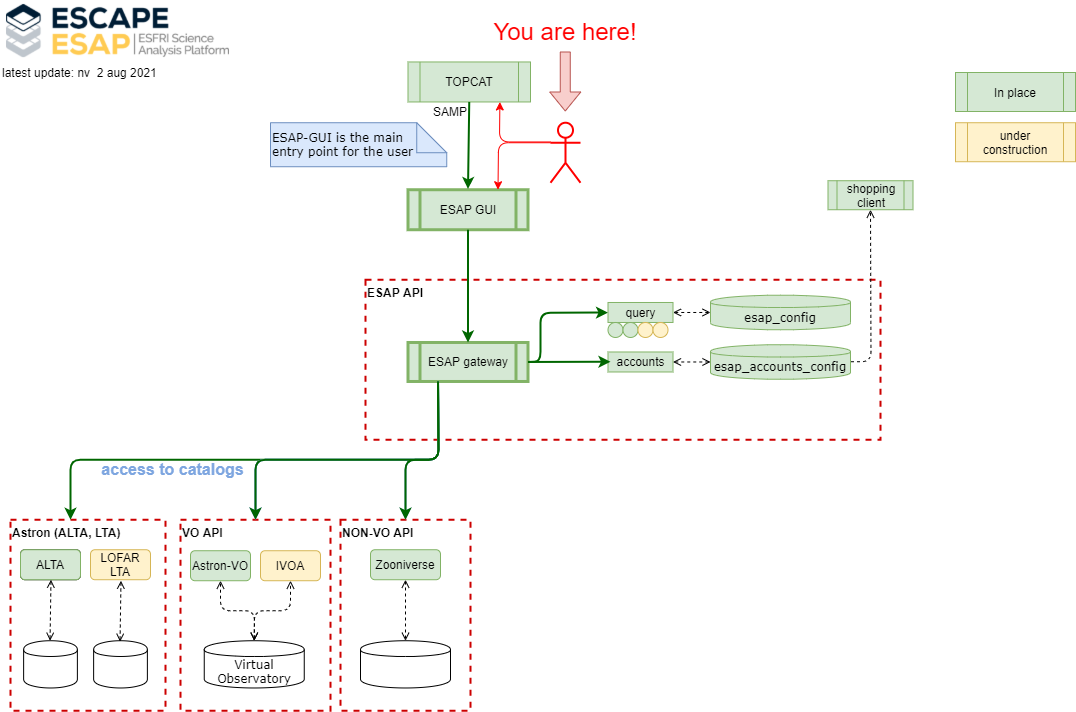 ESCAPE
ESAP
ESFRI Science
Analysis Platform
latest update: nv 2 aug 2021
You are here!
TOPCAT
SAMP
In place
under
construction
ESAP-GUI is the main
entry point for the user
shopping
client
ESAP GUI
ESAP API
query
esap_config
ESAP gateway
accounts
esap_accounts_config
access to catalogs
Astron (ALTA, LTA)
ALTA
LOFAR
LTA
VO API
Astron-VO
IVOA
Virtual
Observatory
NON-VO API
Zooniverse